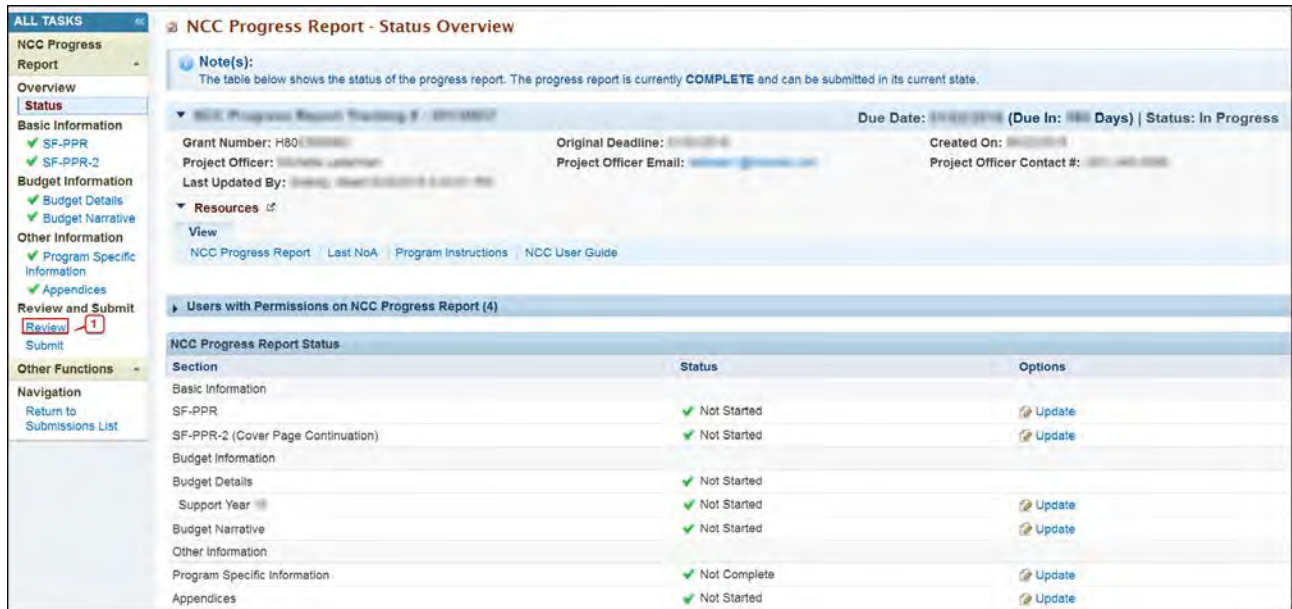 ALL TASKS «
NCC Progress
Report
Overview
Status
Basic Information
SF-PPR
SF-PPR-2
Budget Information
Budget Details
Budget Narrative
Other Information
Program Specific
Information
Appendices
Review and Submit
Review 1
Submit
Other Functions
Navigation
Return to
Submissions List
NCC Progress Report - Status Overview
Note(s):
The table below shows the status of the progress report. The progress report is currently COMPLETE and can be submitted in its current state.
Due Date: (Due In: Days) | Status: In Progress
Grant Number: H80 Original Deadline: Created On:
Project Officer: Project Officer Email: Project Officer Contact #:
Last Updated By:
Resources
View
NCC Progress Report Last NoA Program Instructions NCC User Guide
Users with Permissions on NCC Progress Report (4)
NCC Progress Report Status
Section Status Options
Basic Information
SF-PPR Not Started Update
SF-PPR-2 (Cover Page Continuation) Not Started Update
Budget Information
Budget Details Not Started
Support Year Not Started Update
Budget Narrative Not Started Update
Other Information
Program Specific Information Not Complete Update
Appendices Not Started Update